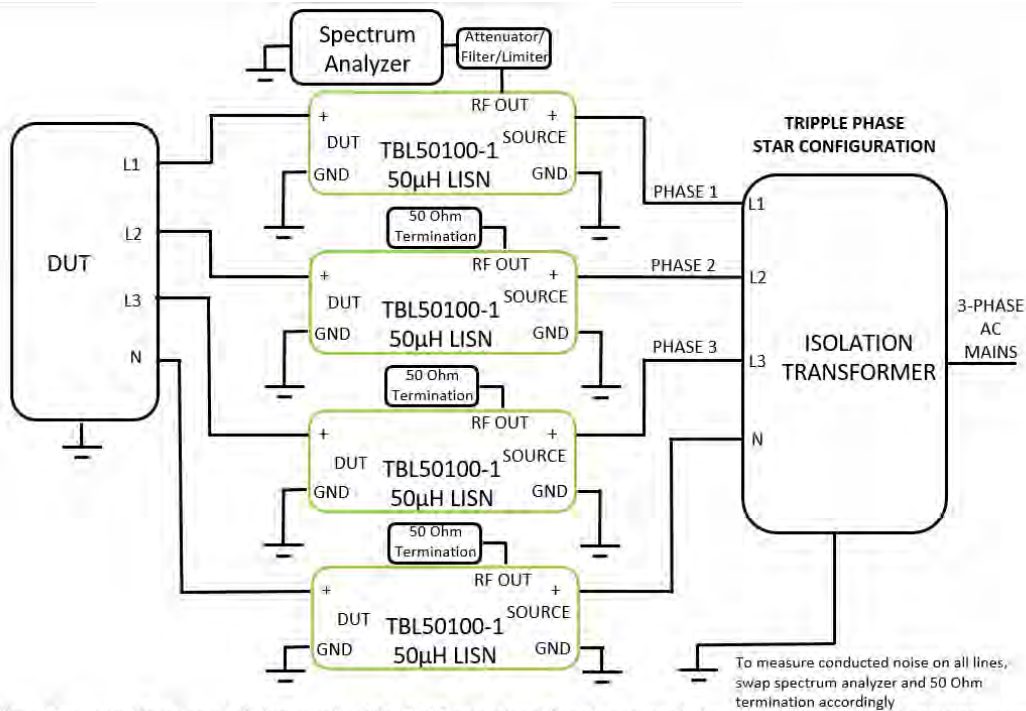 Spectrum
Analyzer
Attenuator/
Filter/Limiter
RF OUT
+
+
DUT
SOURCE
TBL50100-1
GND
50µH LISN
GND
TRIPPLE PHASE
STAR CONFIGURATION
DUT
L1
L2
L3
N
50 Ohm
Termination
RF OUT
+
+
DUT
SOURCE
TBL50100-1
GND
50µH LISN
GND
50 Ohm
Termination
RF OUT
+
+
DUT
SOURCE
TBL50100-1
GND
50µH LISN
GND
50 Ohm
Termination
RF OUT
+
+
DUT
SOURCE
TBL50100-1
GND
50µH LISN
GND
PHASE 1
PHASE 2
PHASE 3
L1
L2
L3
N
ISOLATION
TRANSFORMER
3-PHASE
AC
MAINS
To measure conducted noise on all lines,
swap spectrum analyzer and 50 Ohm
termination accordingly